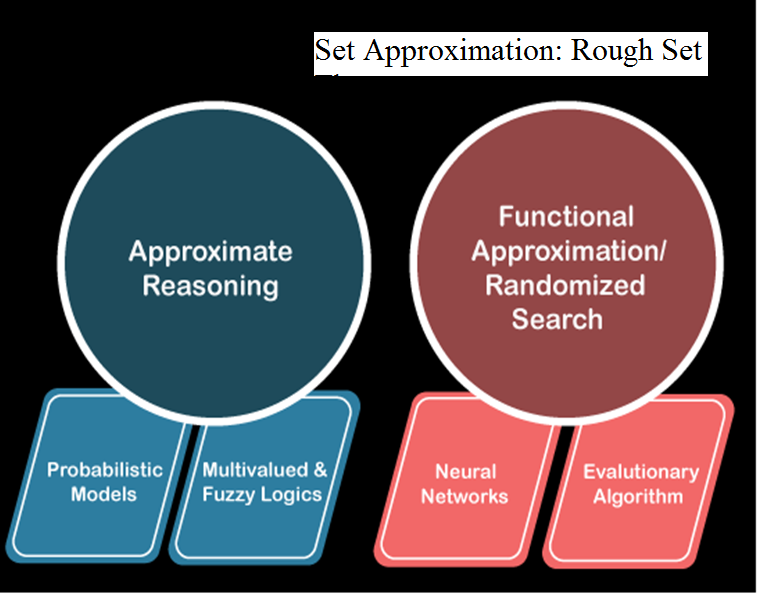 Set Approximation: Rough Set
Approximate
Reasoning
Functional
Approximation/
Randomized
Search
Probabilistic
Models
Multivalued &
Fuzzy Logics
Neural
Networks
Evalutionary
Algorithm